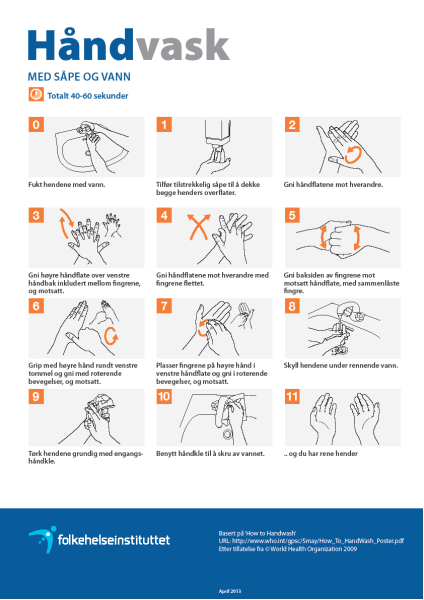 Håndvask
MED SÅPE OG VANN
Totalt 40-60 sekunder
0
Fukt hendene med vann.
1
Tilfør tilstrekkelig såpe til å dekke
begge henders overflater.
2
Gni håndflatene mot hverandre.
3
Gni høyre håndflate over venstre
håndbak inkludert mellom fingrene,
og motsatt.
4
Gni håndflatene mot hverandre med
fingrene flettet.
5
Gni baksiden av fingrene mot
motsatt håndflate, med sammenlåste
fingre.
6
Grip med høyre hånd rundt venstre
tommel og gni med roterende
bevegelser, og motsatt.
7
Plasser fingrene på høyre hånd i
venstre håndflate og gni i roterende
bevegelser, og motsatt.
8
Skyll hendene under rennende vann.
9
Tørk hendene grundig med engangs-
håndkle.
10
Benytt håndkle til å skru av vannet.
11
.. og du har rene hender
folkehelseinstituttet
Basert på 'How to Handwash'
URL: http://www.who.int/gpsc/5may/How_To_HandWash_Poster.pdf
Etter tillatelse fra © World Health Organization 2009
April 2013